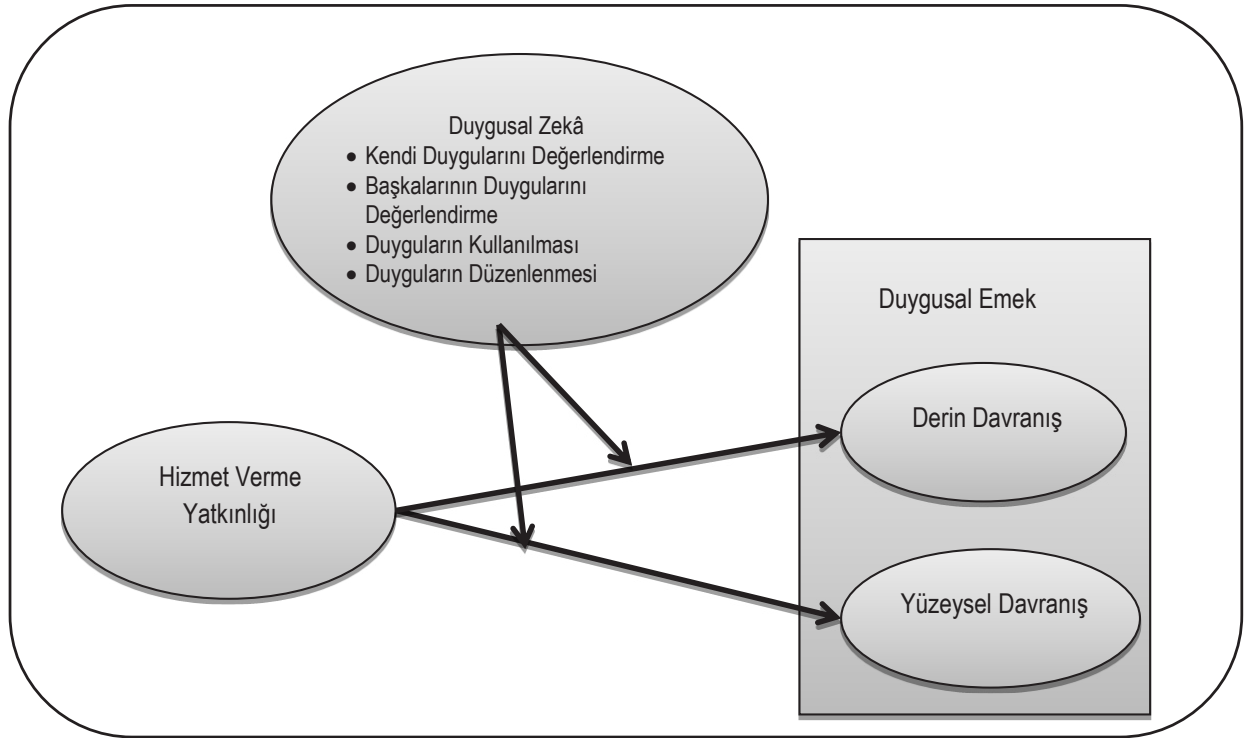 Duygusal Zekâ
• Kendi Duygularını Değerlendirme
• Başkalarının Duygularını
Değerlendirme
• Duyguların Kullanılması
• Duyguların Düzenlenmesi
Duygusal Emek
Derin Davranış
Hizmet Verme
Yatkınlığı
Yüzeysel Davranış